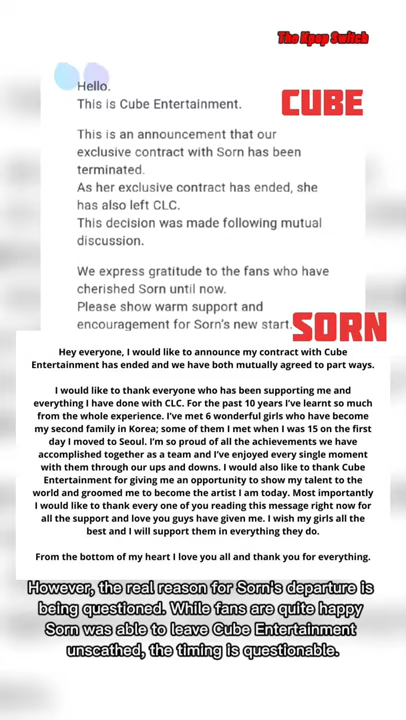 The Kpop Switch
Hello.
This is Cube Entertainment.
CUBE
This is an announcement that our
exclusive contract with Sorn has been
terminated.
As her exclusive contract has ended, she
has also left CLC.
This decision was made following mutual
discussion.
We express gratitude to the fans who have
cherished Sorn until now.
Please show warm support and
encouragement for Sorn's new start.
SORN
Hey everyone, I would like to announce my contract with Cube
Entertainment has ended and we have both mutually agreed to part ways.
I would like to thank everyone who has been supporting me and
everything I have done with CLC. For the past 10 years I've learnt so much
from the whole experience. I've met 6 wonderful girls who have become
my second family in Korea; some of them I met when I was 15 on the first
day I moved to Seoul. I'm so proud of all the achievements we have
accomplished together as a team and I've enjoyed every single moment
with them through our ups and downs. I would also like to thank Cube
Entertainment for giving me an opportunity to show my talent to the
world and groomed me to become the artist I am today. Most importantly
I would like to thank every one of you reading this message right now for
all the support and love you guys have given me. I wish my girls all the
best and I will support them in everything they do.
From the bottom of my heart I love you all and thank you for everything.
However, the real reason for Sorn's departure is
being questioned. While fans are quite happy
Sorn was able to leave Cube Entertainment
unscathed, the timing is questionable.